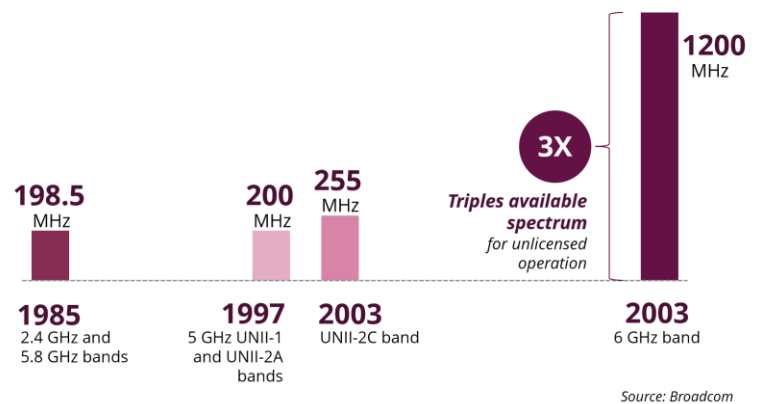 198.5
MHz
200
MHz
255
MHz
1200
MHz
3X
Triples available
spectrum
for unlicensed
operation
1985
2.4 GHz and
5.8 GHz bands
1997
5 GHz UNII-1
and UNII-2A
bands
2003
UNII-2C band
2003
6 GHz band
Source: Broadcom